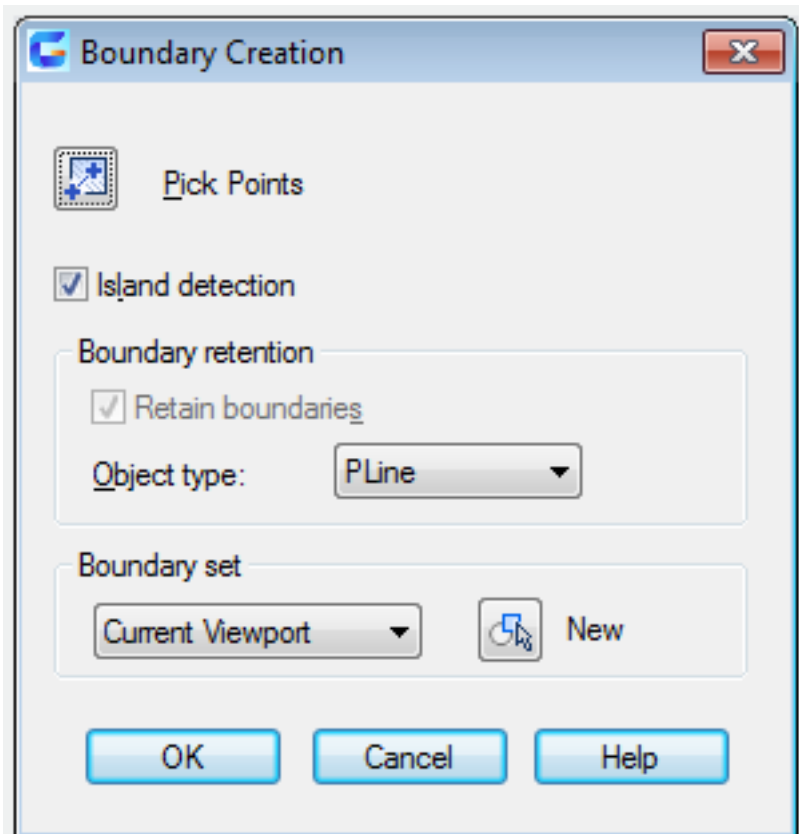 Boundary Creation
Pick Points
Island detection
Boundary retention
Retain boundaries
Object type: PLine
Boundary set
Current Viewport New
OK Cancel Help